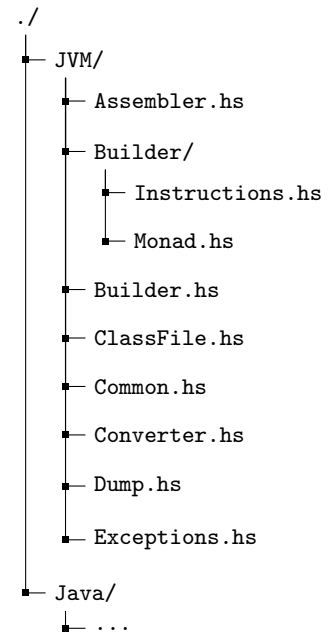 ./
JVM/
Assembler.hs
Builder/
Instructions.hs
Monad.hs
Builder.hs
ClassFile.hs
Common.hs
Converter.hs
Dump.hs
Exceptions.hs
Java/
...